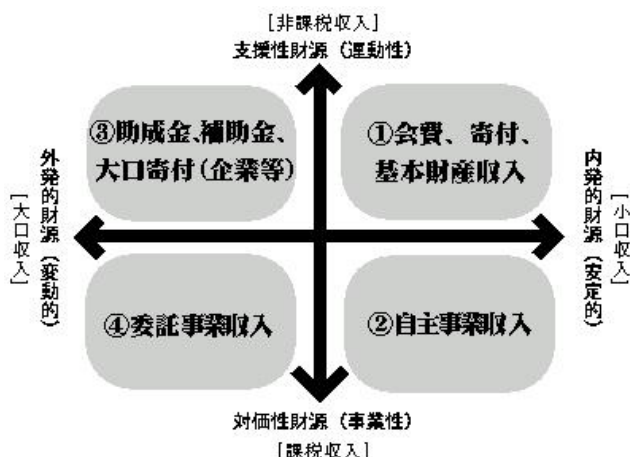 [非課税収入]
支援性財源（運動性）
③助成金、補助金、
大口寄付(企業等)
①会費、寄付、
基本財産収入
[大口収入]
外発的財源（変動的）
内発的財源（安定的）
[小口収入]
④委託事業収入
②自主事業収入
対価性財源（事業性）
[課税収入]